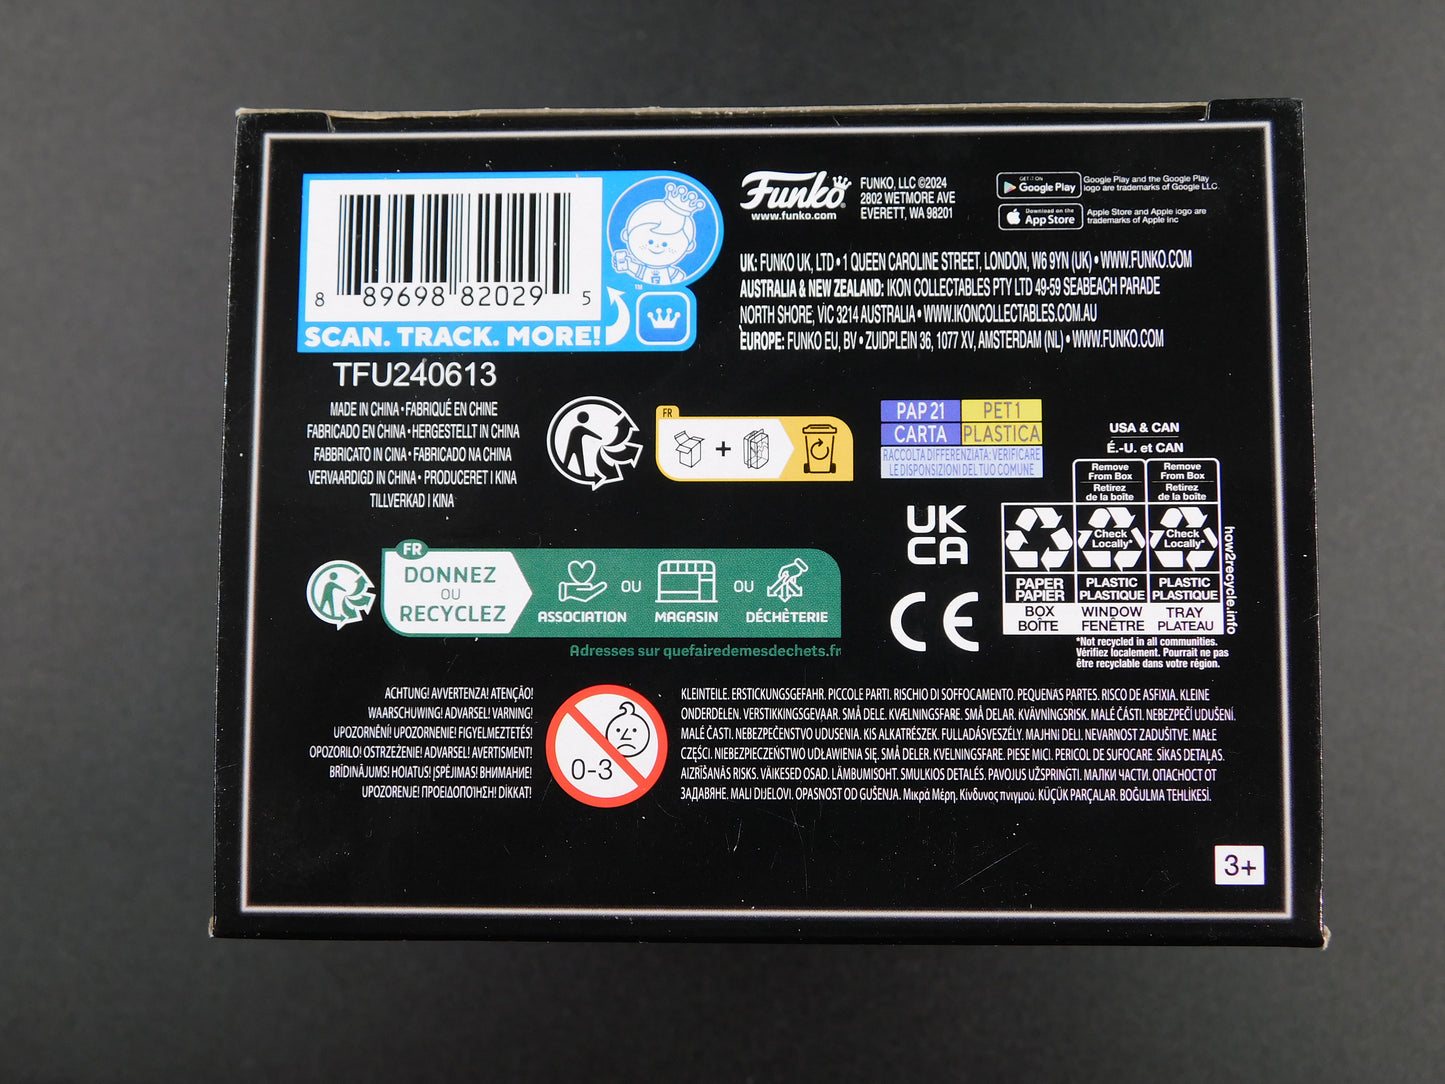 8 89698 82029 5
SCAN. TRACK. MORE!
TM
TFU240613
MADE IN CHINA • FABRIQUÉ EN CHINE
FABRICADO EN CHINA • HERGESTELLT IN CHINA
FABBRICATO IN CINA • FABRICADO NA CHINA
VERVAARDIGD IN CHINA • PRODUCERET I KINA
TILLVERKAD I KINA
Funko
www.funko.com
FUNKO, LLC ©2024
2802 WETMORE AVE
EVERETT, WA 98201
GET IT ON
Google Play
Google Play and the Google Play
logo are trademarks of Google LLC.
Download on the
App Store
Apple Store and Apple logo are
trademarks of Apple Inc
UK: FUNKO UK, LTD • 1 QUEEN CAROLINE STREET, LONDON, W6 9YN (UK) • WWW.FUNKO.COM
AUSTRALIA & NEW ZEALAND: IKON COLLECTABLES PTY LTD 49-59 SEABEACH PARADE
NORTH SHORE, VIC 3214 AUSTRALIA • WWW.IKONCOLLECTABLES.COM.AU
EUROPE: FUNKO EU, BV • ZUIDPLEIN 36, 1077 XV, AMSTERDAM (NL) • WWW.FUNKO.COM
FR
+
PAP 21 PET 1
CARTA PLASTICA
RACCOLTA DIFFERENZIATA: VERIFICARE
LE DISPOSIZIONI DEL TUO COMUNE
USA & CAN
É.-U. et CAN
Remove
From Box
Retirez
de la boîte
Remove
From Box
Retirez
de la boîte
Check
Locally*
Check
Locally*
PAPER
PAPIER
PLASTIC
PLASTIQUE
PLASTIC
PLASTIQUE
BOX
BOÎTE
WINDOW
FENÊTRE
TRAY
PLATEAU
how2recycle.info
*Not recycled in all communities.
Vérifiez localement. Pourrait ne pas
être recyclable dans votre région.
UK
CA
CE
FR
DONNEZ
OU
RECYCLEZ
ASSOCIATION OU MAGASIN OU DÉCHÈTERIE
Adresses sur quefairedemesdechets.fr
ACHTUNG! AVVERTENZA! ATENÇÃO!
WAARSCHUWING! ADVARSEL! VARNING!
UPOZORNĚNÍ! UPOZORNENIE! FIGYELMEZTETÉS!
OPOZORILO! OSTRZEŻENIE! ADVARSEL! AVERTISMENT!
BRĪDINĀJUMS! HOIATUS! ĮSPĖJIMAS! ВНИМАНИЕ!
UPOZORENJE! ΠΡΟΕΙΔΟΠΟΙΗΣΗ! DİKKAT!
0-3
KLEINTEILE. ERSTICKUNGSGEFAHR. PICCOLE PARTI. RISCHIO DI SOFFOCAMENTO. PEQUENAS PARTES. RISCO DE ASFIXIA. KLEINE
ONDERDELEN. VERSTIKKINGSGEVAAR. SMÅ DELE. KVÆLNINGSFARE. SMÅ DELAR. KVÄVNINGSRISK. MALÉ ČÁSTI. NEBEZPEČÍ UDUŠENÍ.
MALÉ ČASTI. NEBEZPEČENSTVO UDUSENIA. KIS ALKATRÉSZEK. FULLADÁSVESZÉLY. MAJHNI DELI. NEVARNOST ZADUŠITVE. MAŁE
CZĘŚCI. NIEBEZPIECZEŃSTWO UDŁAWIENIA SIĘ. SMÅ DELER. KVELNINGSFARE. PIESE MICI. PERICOL DE SUFOCARE. SĪKAS DETAĻAS.
AIZRĪŠANĀS RISKS. VÄIKESED OSAD. LÄMBUMISOHT. SMULKIOS DETALĖS. PAVOJUS UŽSPRINGTI. МАЛКИ ЧАСТИ. ОПАСНОСТ ОТ
ЗАДАВЯНЕ. MALI DIJELOVI. OPASNOST OD GUŠENJA. Μικρά Μέρη. Κίνδυνος πνιγμού. KÜÇÜK PARÇALAR. BOĞULMA TEHLİKESİ.
3+